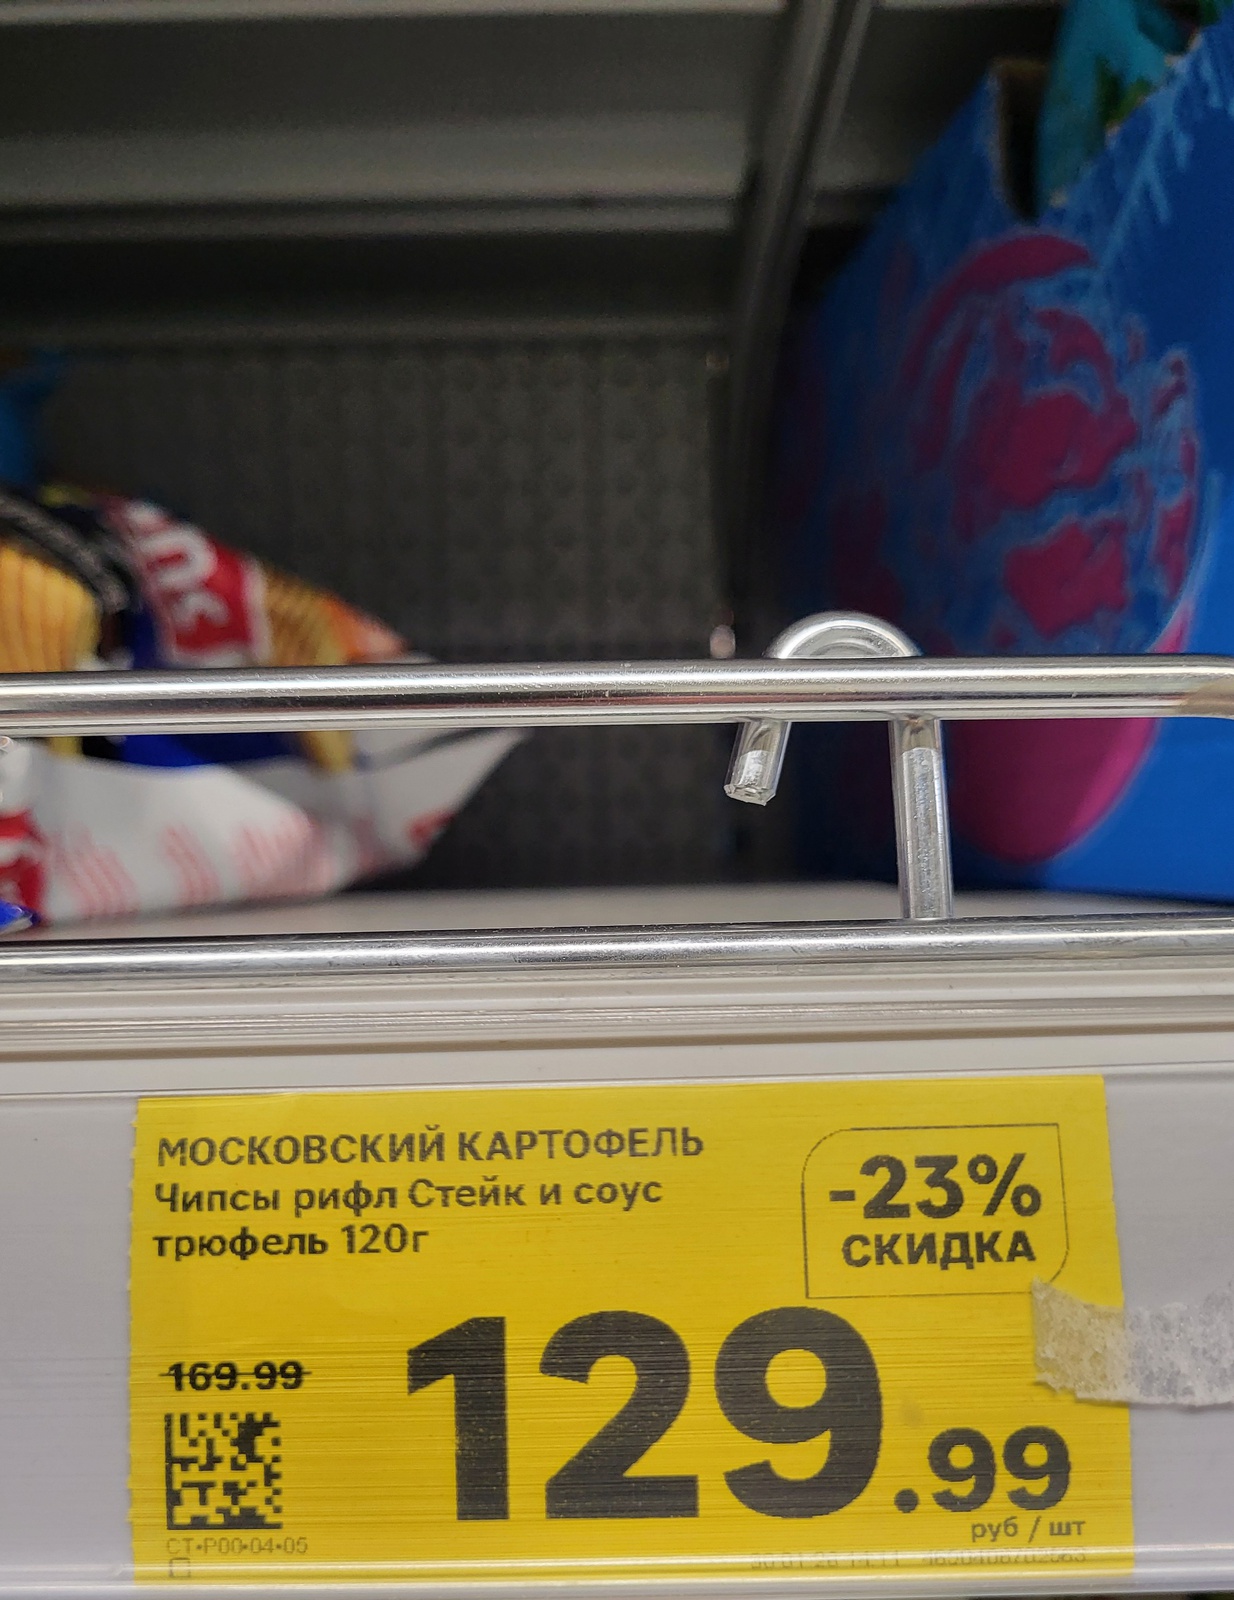 МОСКОВСКИЙ КАРТОФЕЛЬ
Чипсы рифл Стейк и соус
трюфель 120г
-23%
СКИДКА
169.99
129.99
руб / шт
СТ-Р00-04-05